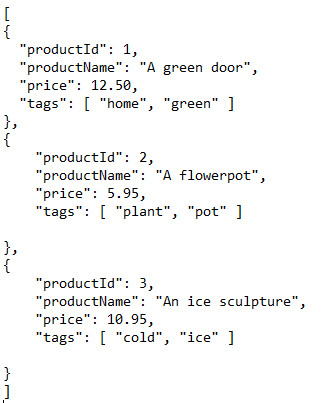 [
{
  "productId": 1,
  "productName": "A green door",
  "price": 12.50,
  "tags": [ "home", "green" ]
},
{
    "productId": 2,
    "productName": "A flowerpot",
    "price": 5.95,
    "tags": [ "plant", "pot" ]

},
{
    "productId": 3,
    "productName": "An ice sculpture",
    "price": 10.95,
    "tags": [ "cold", "ice" ]

}
]